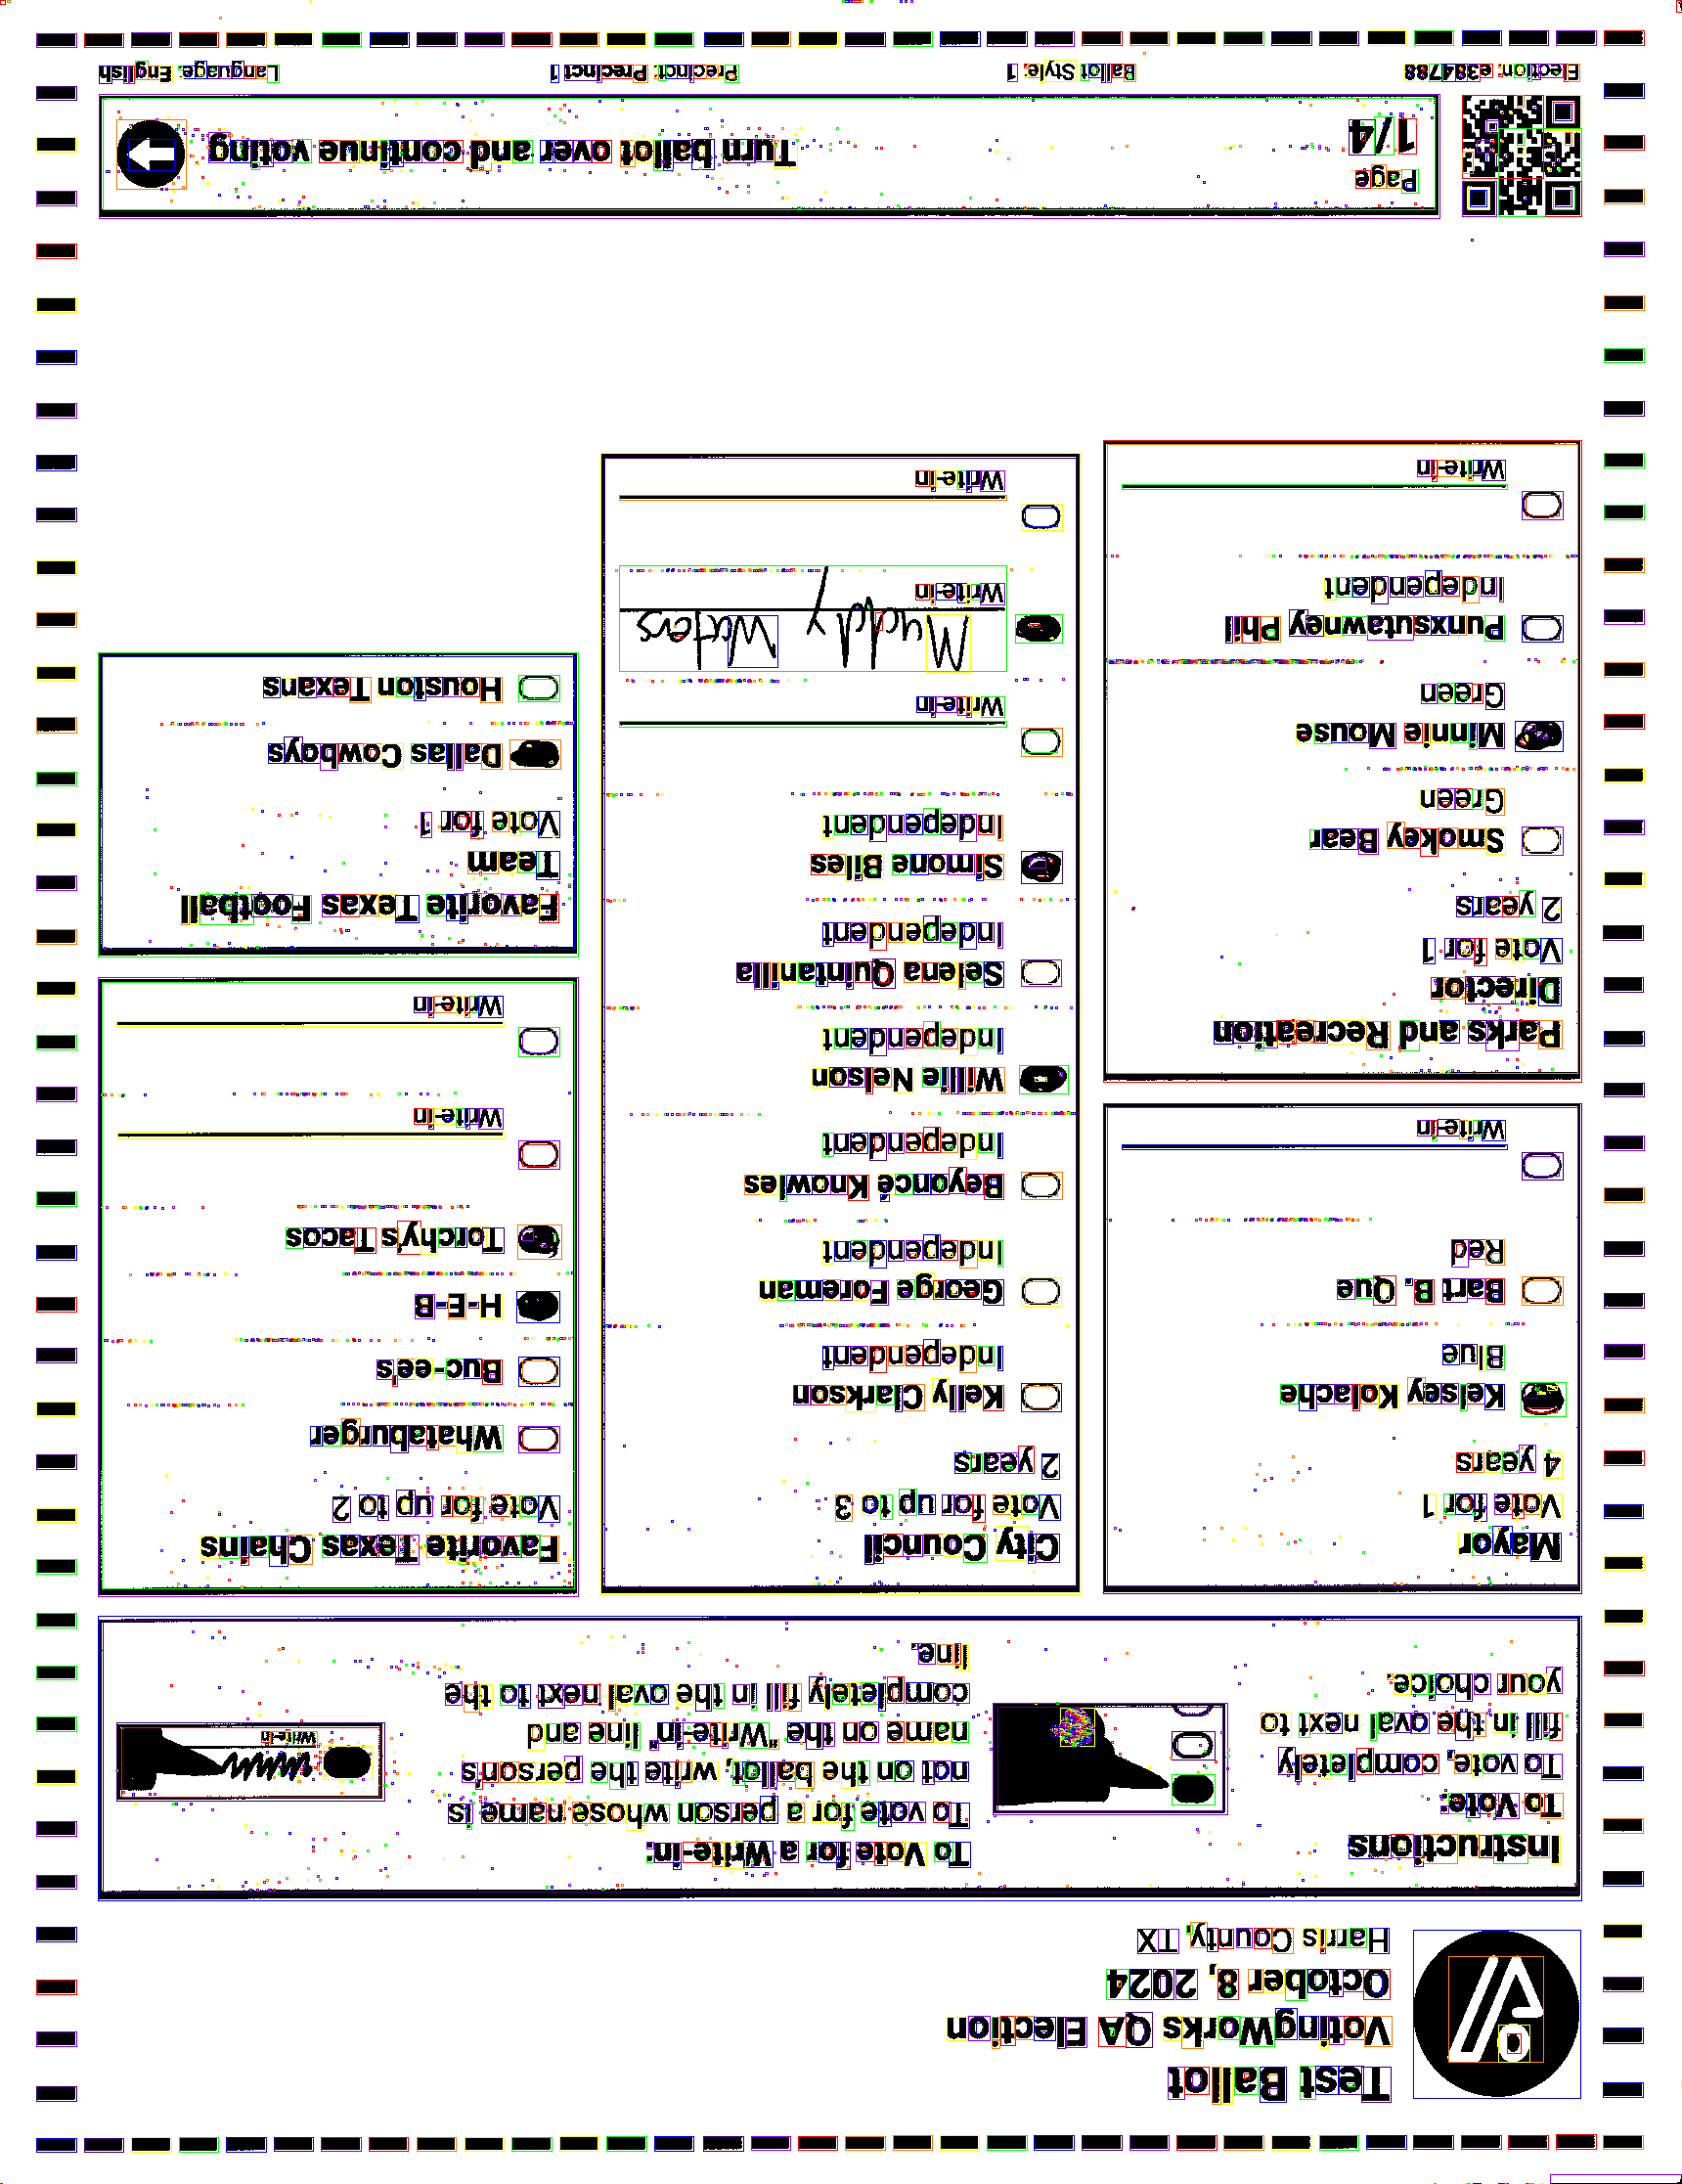 Test Ballot
VotingWorks QA Election
October 8, 2024
Harris County, TX
Instructions
To Vote:
To vote, completely
fill in the oval next to
your choice.
To Vote for a Write-in:
To vote for a person whose name is
not on the ballot, write the person's
name on the "Write-in" line and
completely fill in the oval next to the
line.
Write-in
Mayor
Vote for 1
4 years
Kelsey Kolache
Blue
Bart B. Que
Red
Write-in
Parks and Recreation
Director
Vote for 1
2 years
Smokey Bear
Green
Minnie Mouse
Green
Punxsutawney Phil
Independent
Write-in
City Council
Vote for up to 3
2 years
Kelly Clarkson
Independent
George Foreman
Independent
Beyoncé Knowles
Independent
Willie Nelson
Independent
Selena Quintanilla
Independent
Simone Biles
Independent
Write-in
Muddy Waters
Write-in
Write-in
Favorite Texas Chains
Vote for up to 2
Whataburger
Buc-ee's
H-E-B
Torchy's Tacos
Write-in
Write-in
Favorite Texas Football
Team
Vote for 1
Dallas Cowboys
Houston Texans
Page
1/4
Turn ballot over and continue voting
Election: e384788
Ballot Style: 1
Precinct: Precinct 1
Language: English